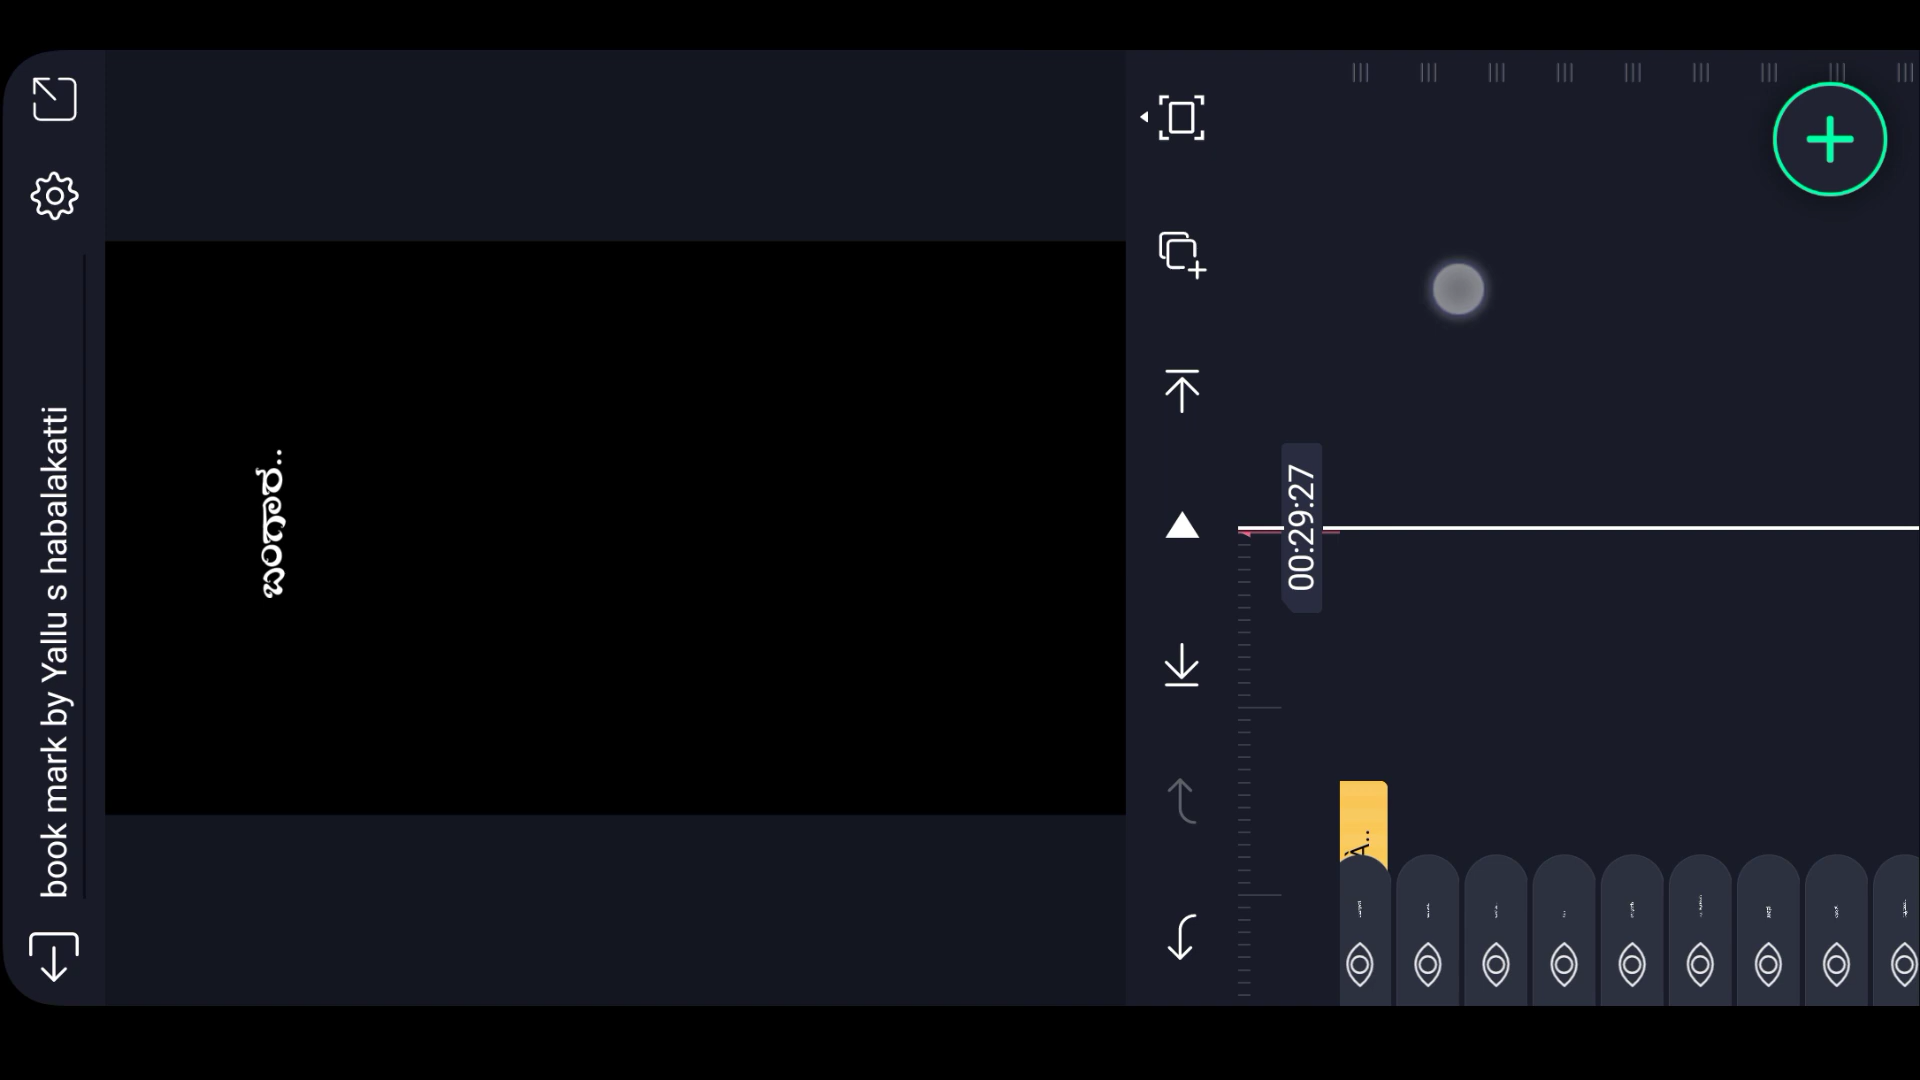 book mark by Yallu s habalakatti
ಬಂಗಾರ..
00:29:27
À..